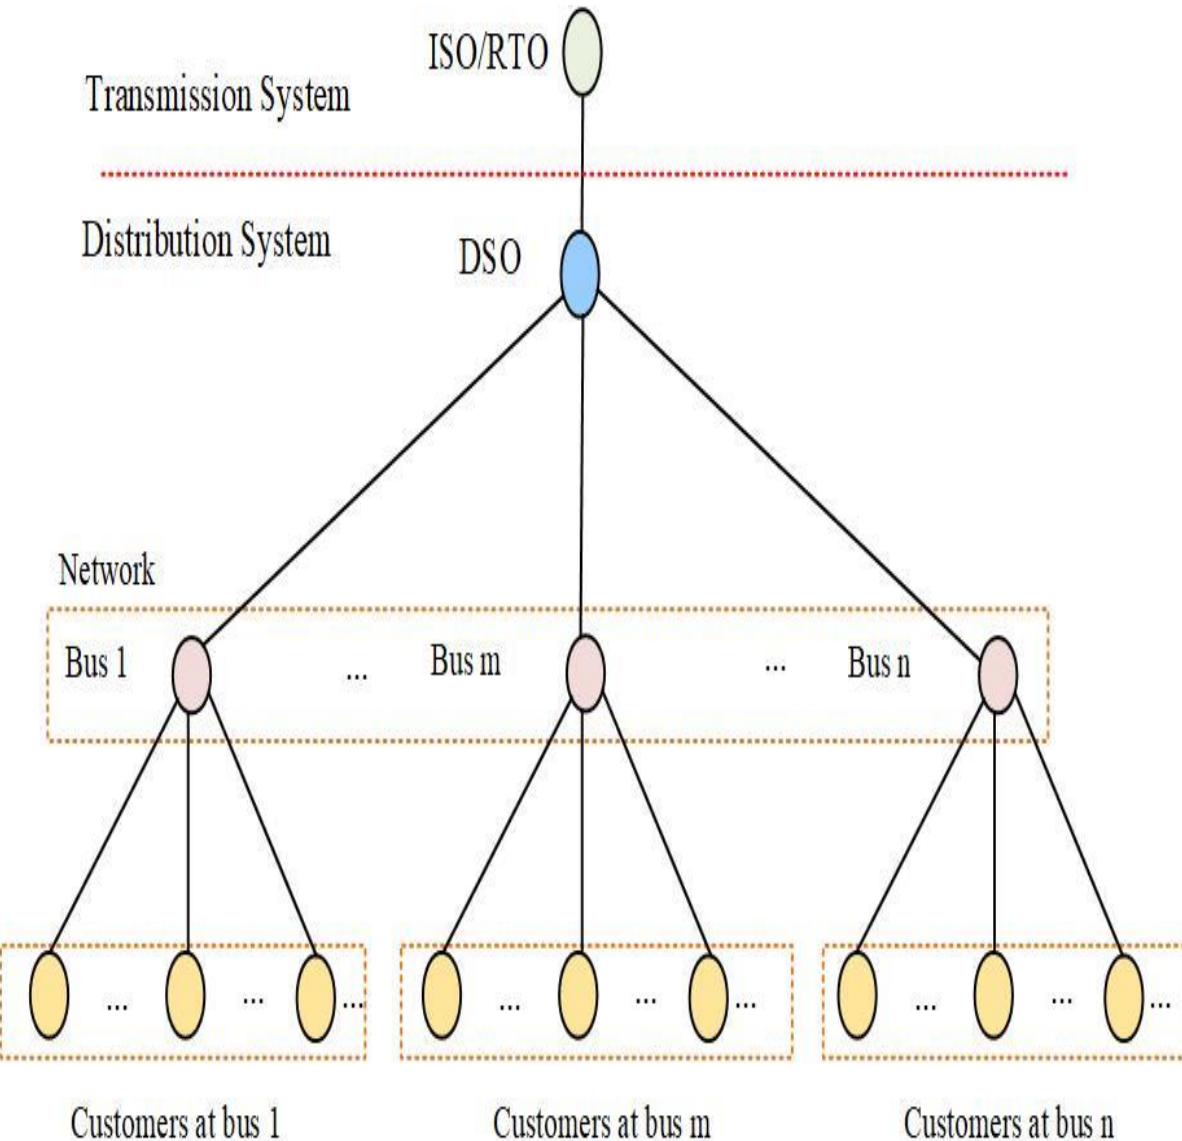 ISO/RTO
Transmission System
Distribution System
DSO
Network
Bus 1
...
Bus m
...
Bus n
... ... ...
... ... ...
... ... ...
Customers at bus 1
Customers at bus m
Customers at bus n